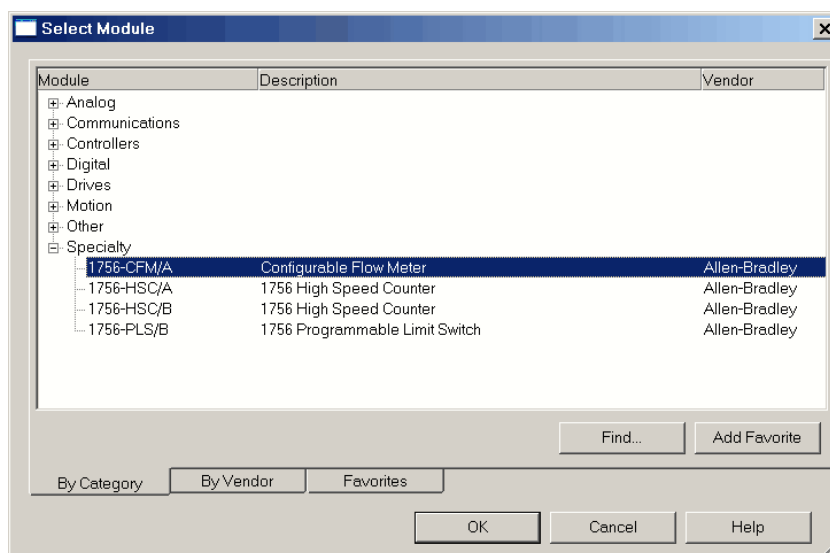 Select Module
Module Description Vendor
Analog
Communications
Controllers
Digital
Drives
Motion
Other
Specialty
1756-CFM/A Configurable Flow Meter Allen-Bradley
1756-HSC/A 1756 High Speed Counter Allen-Bradley
1756-HSC/B 1756 High Speed Counter Allen-Bradley
1756-PLS/B 1756 Programmable Limit Switch Allen-Bradley
Find... Add Favorite
By Category By Vendor Favorites
OK Cancel Help